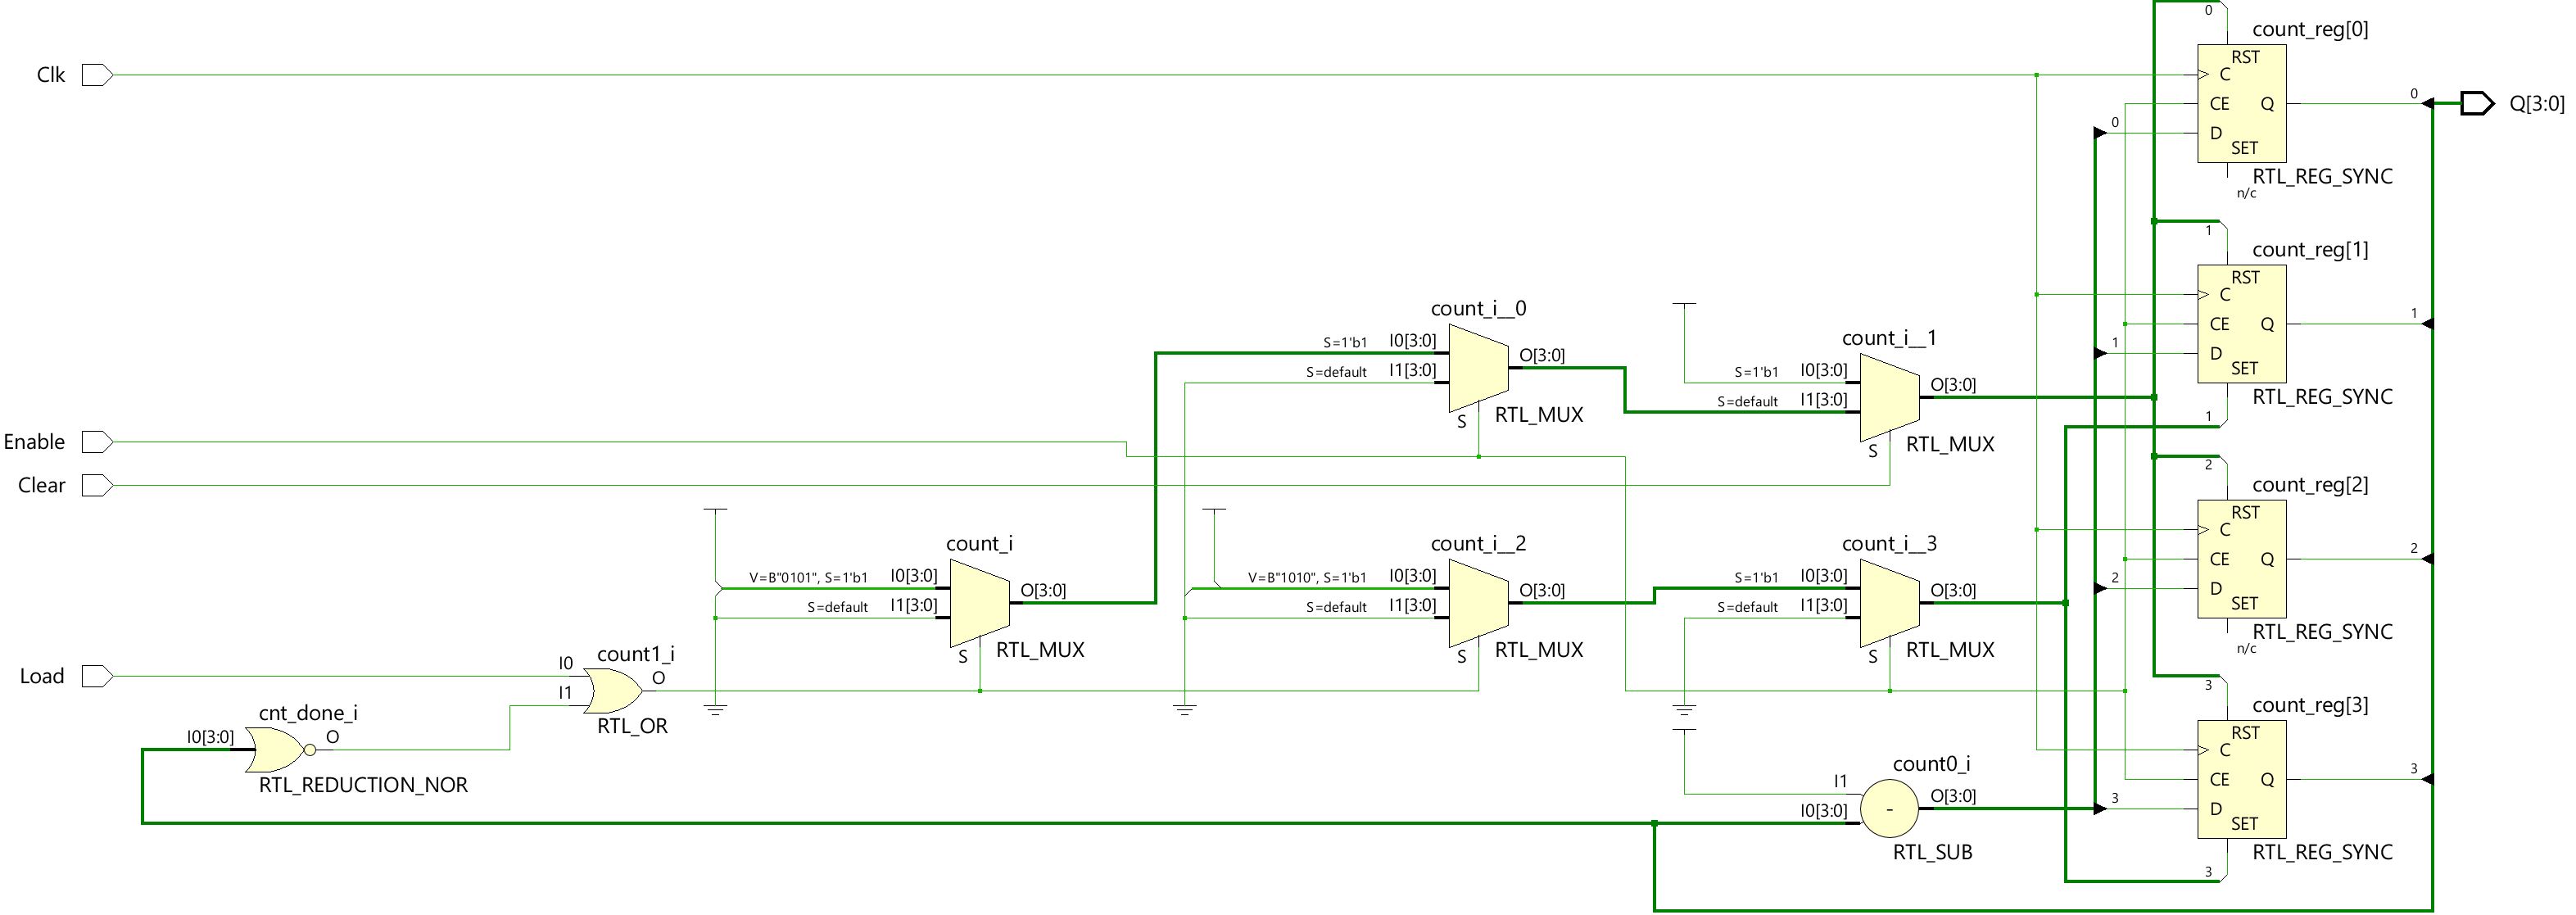 0
count_reg[0]
RST
Clk
C
CE
Q
0
Q[3:0]
0
D
SET
RTL_REG_SYNC
n/c
1
count_reg[1]
RST
C
count_i__0
1
CE
Q
S=1'b1
I0[3:0]
count_i__1
1
D
O[3:0]
S=default
I1[3:0]
S=1'b1
I0[3:0]
SET
O[3:0]
RTL_REG_SYNC
S=default
I1[3:0]
RTL_MUX
1
S
Enable
RTL_MUX
S
2
Clear
count_reg[2]
RST
C
count_i
count_i__2
count_i__3
2
CE
Q
V=B"0101", S=1'b1
I0[3:0]
V=B"1010", S=1'b1
I0[3:0]
S=1'b1
I0[3:0]
2
D
O[3:0]
O[3:0]
O[3:0]
S=default
I1[3:0]
S=default
I1[3:0]
S=default
I1[3:0]
SET
RTL_REG_SYNC
n/c
count1_i
S
RTL_MUX
S
RTL_MUX
S
RTL_MUX
I0
Load
O
3
I1
count_reg[3]
cnt_done_i
RTL_OR
RST
I0[3:0]
O
C
count0_i
3
RTL_REDUCTION_NOR
I1
CE
Q
O[3:0]
3
I0[3:0]
-
D
SET
RTL_SUB
RTL_REG_SYNC
3